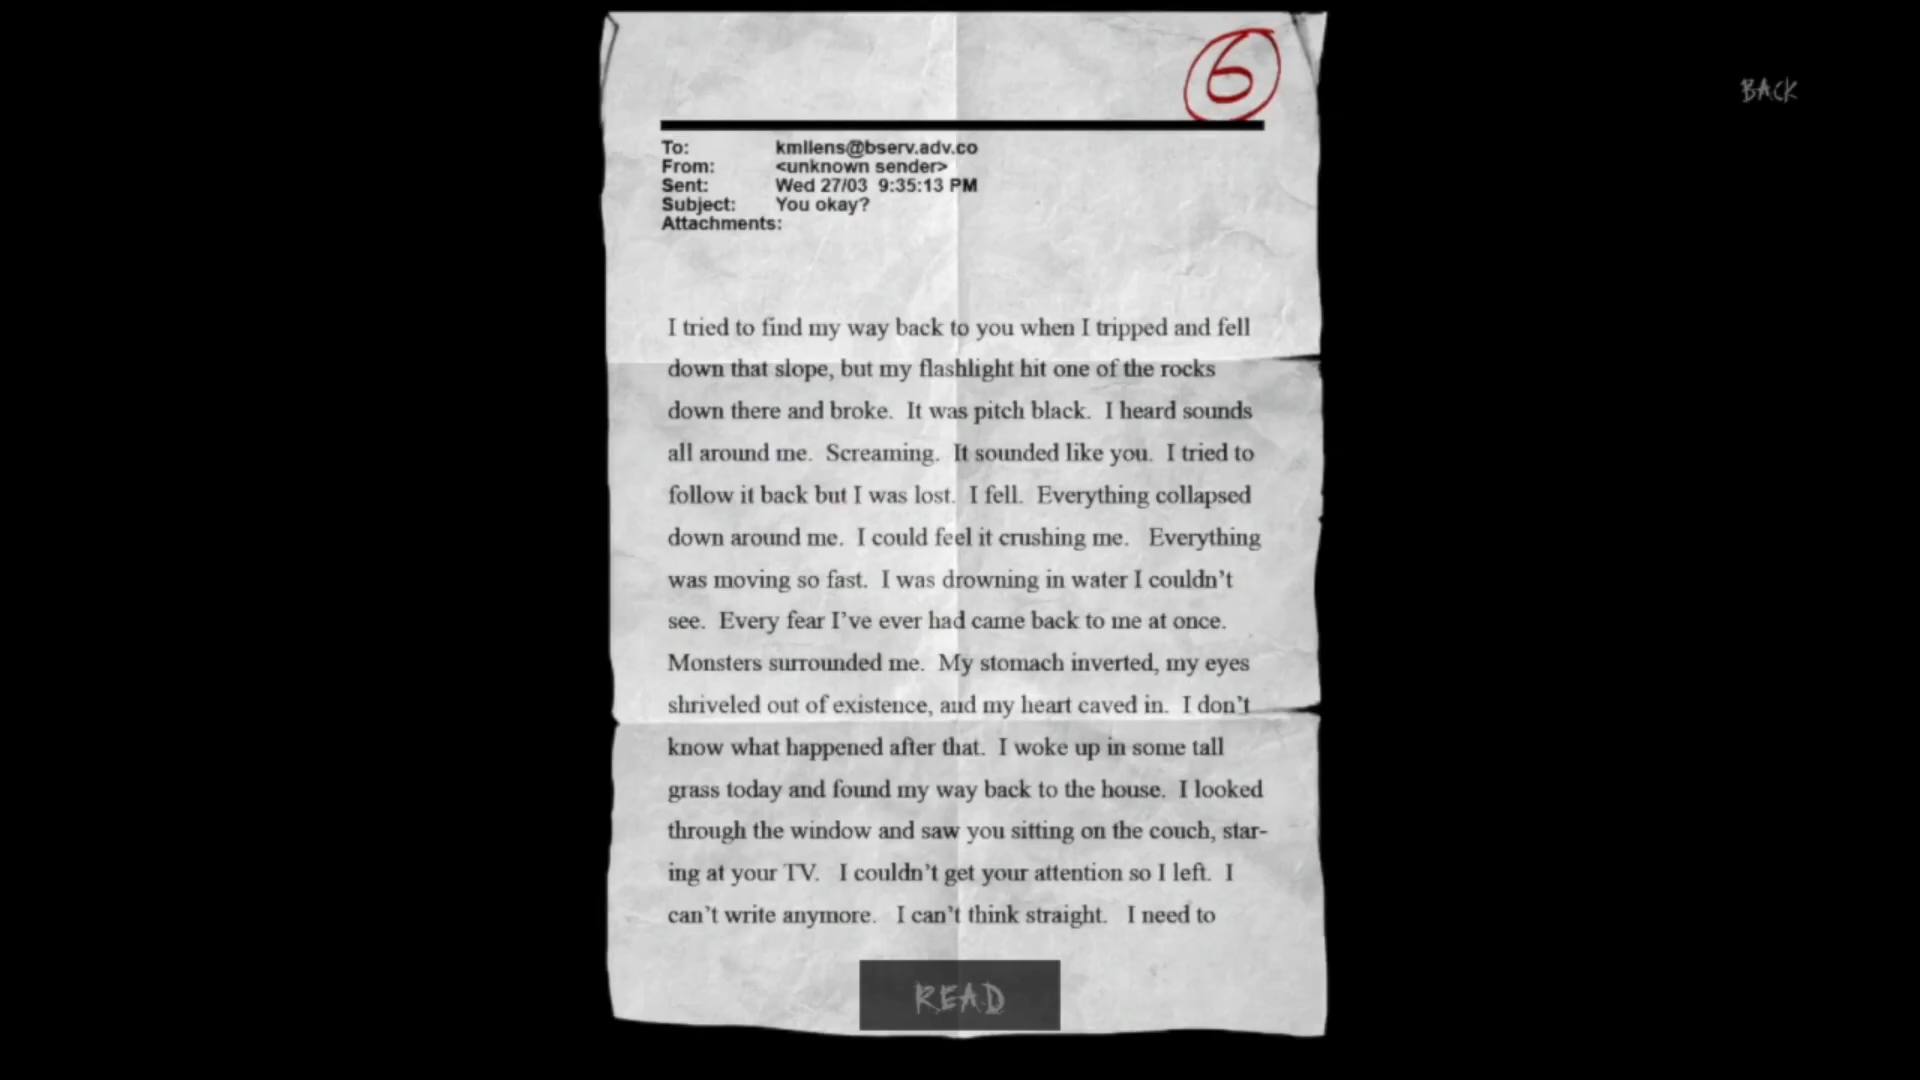 6
BACK
To: kmllens@bserv.adv.co
From: <unknown sender>
Sent: Wed 27/03 9:35:13 PM
Subject: You okay?
Attachments:
I tried to find my way back to you when I tripped and fell
down that slope, but my flashlight hit one of the rocks
down there and broke. It was pitch black. I heard sounds
all around me. Screaming. It sounded like you. I tried to
follow it back but I was lost. I fell. Everything collapsed
down around me. I could feel it crushing me. Everything
was moving so fast. I was drowning in water I couldn't
see. Every fear I've ever had came back to me at once.
Monsters surrounded me. My stomach inverted, my eyes
shriveled out of existence, and my heart caved in. I don't
know what happened after that. I woke up in some tall
grass today and found my way back to the house. I looked
through the window and saw you sitting on the couch, star-
ing at your TV. I couldn't get your attention so I left. I
can't write anymore. I can't think straight. I need to
READ